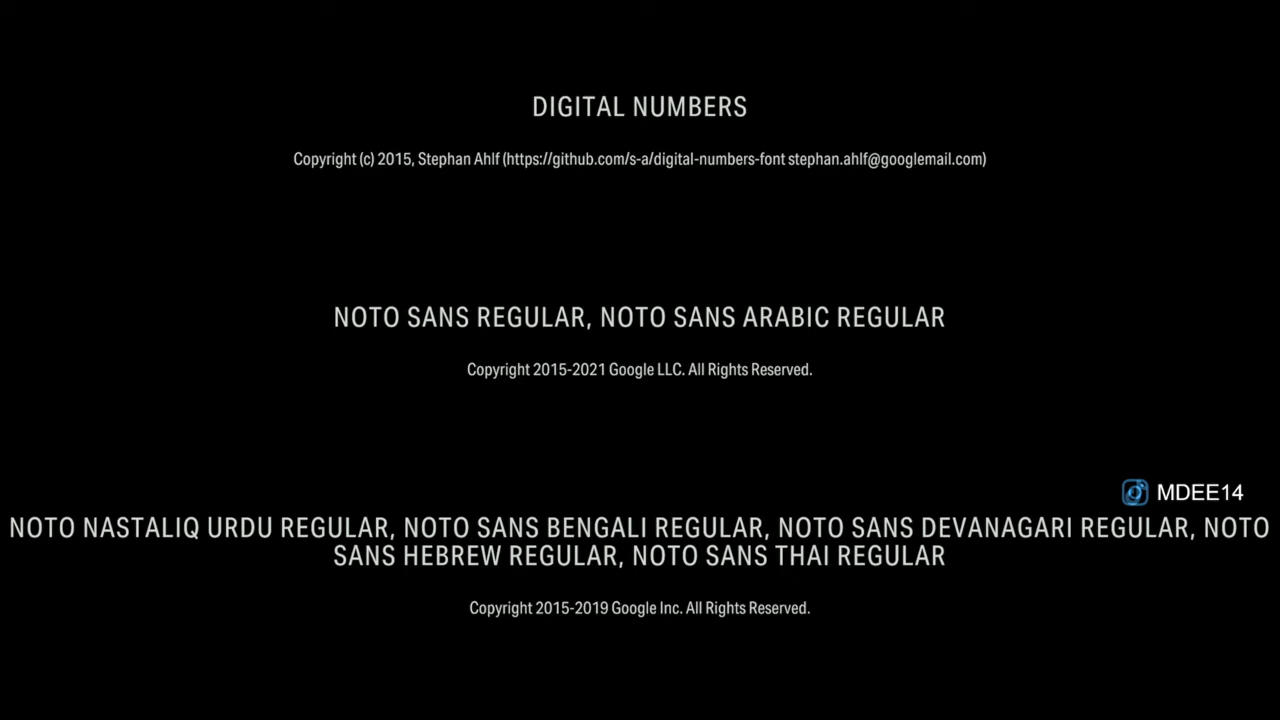 DIGITAL NUMBERS
Copyright (c) 2015, Stephan Ahlf (https://github.com/s-a/digital-numbers-font stephan.ahlf@googlemail.com)
NOTO SANS REGULAR, NOTO SANS ARABIC REGULAR
Copyright 2015-2021 Google LLC. All Rights Reserved.
MDEE14
NOTO NASTALIQ URDU REGULAR, NOTO SANS BENGALI REGULAR, NOTO SANS DEVANAGARI REGULAR, NOTO
SANS HEBREW REGULAR, NOTO SANS THAI REGULAR
Copyright 2015-2019 Google Inc. All Rights Reserved.